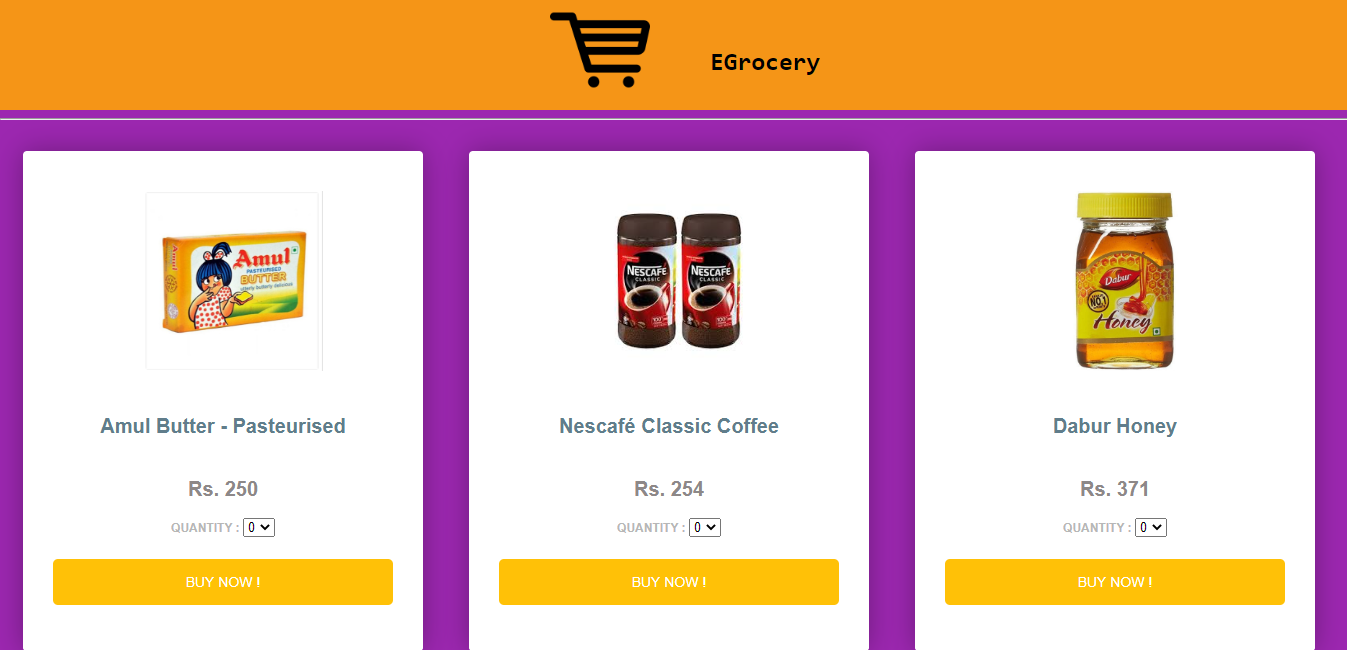 EGrocery
Amul
Amul
PASTEURISED
BUTTER
utterly butterly delicious
NESCAFÉ
CLASSIC
NESCAFÉ
CLASSIC
Dabur
NO.1
Honey
Amul Butter - Pasteurised
Nescafé Classic Coffee
Dabur Honey
Rs. 250
Rs. 254
Rs. 371
QUANTITY : 0
QUANTITY : 0
QUANTITY : 0
BUY NOW !
BUY NOW !
BUY NOW !